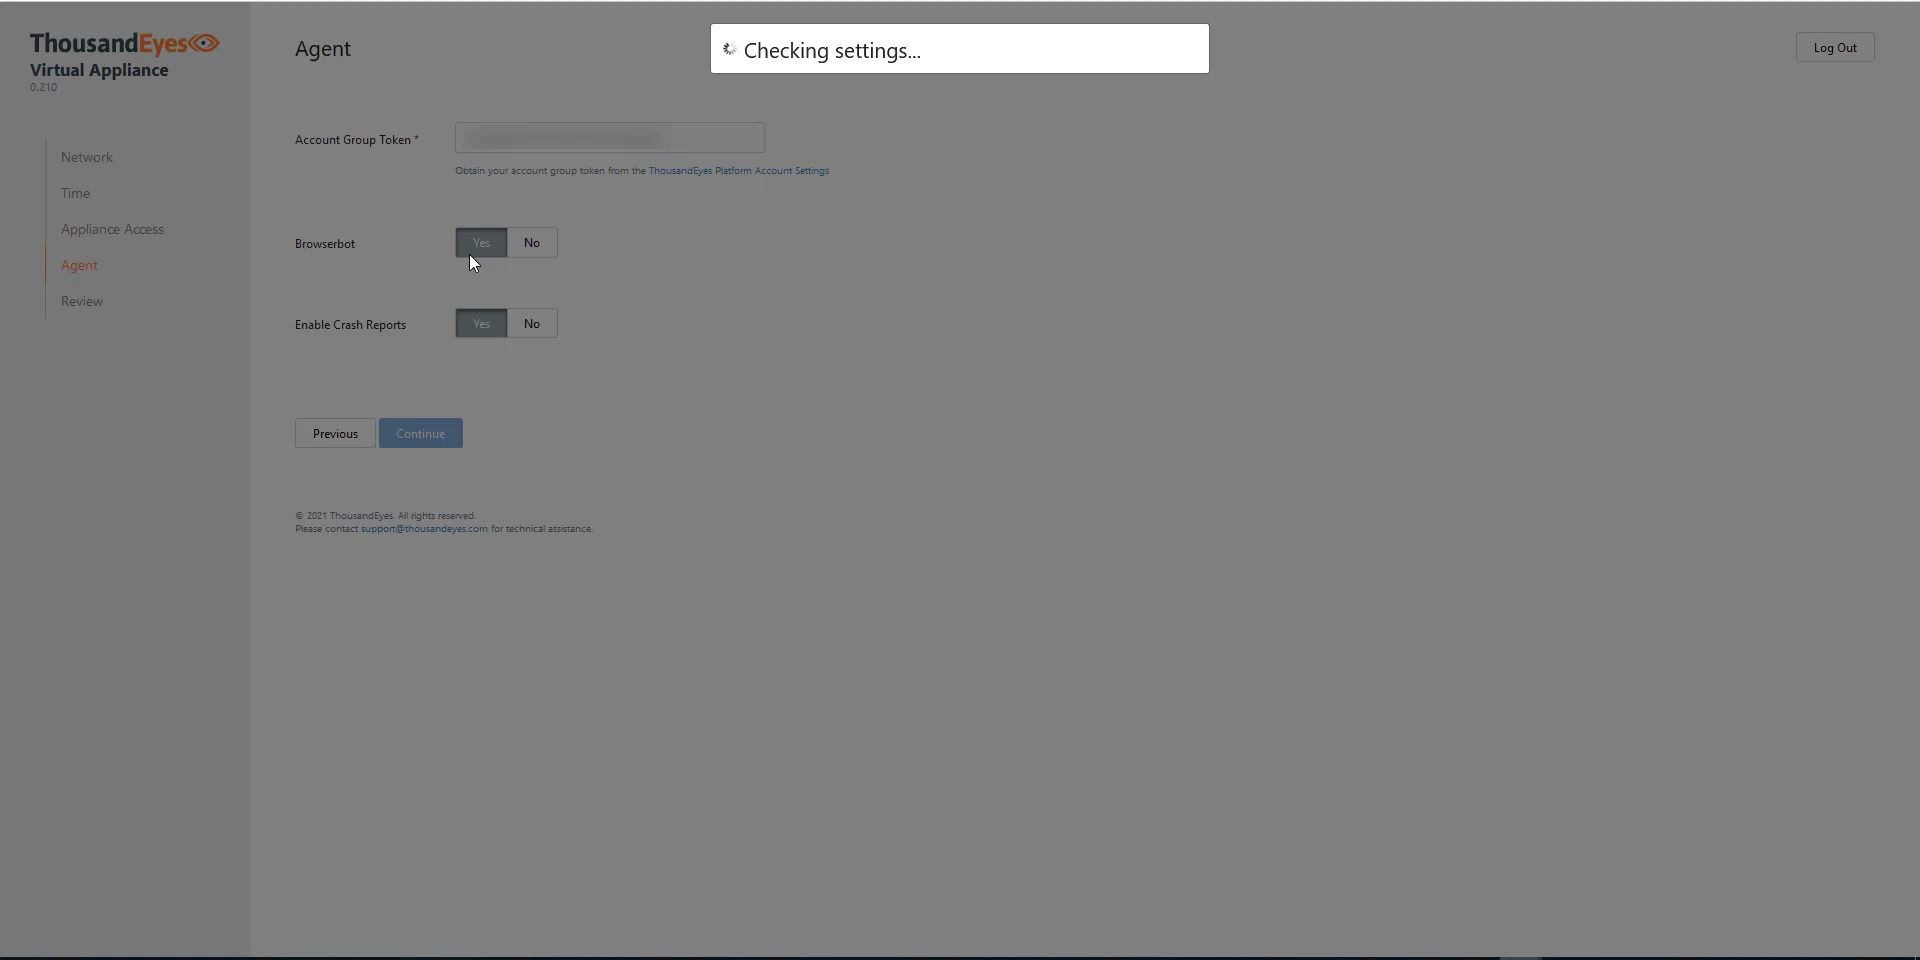 ThousandEyes
Virtual Appliance
0.210
Network
Time
Appliance Access
Agent
Review
Agent
Checking settings...
Log Out
Account Group Token *
Obtain your account group token from the ThousandEyes Platform Account Settings
Browserbot
Yes No
Enable Crash Reports
Yes No
Previous Continue
© 2021 ThousandEyes. All rights reserved.
Please contact support@thousandeyes.com for technical assistance.